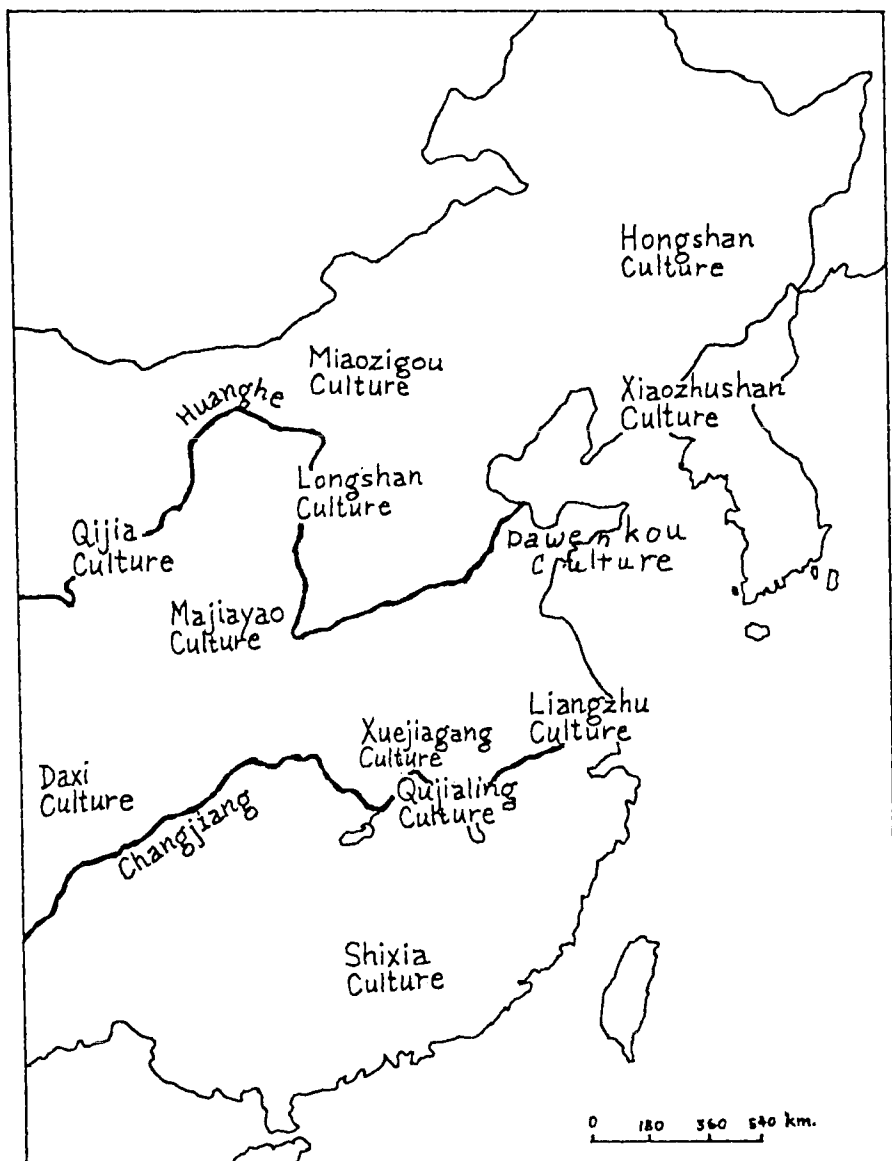 Hongshan
Culture
Miaozigou
Culture
Huanghe
Xiaozhushan
Culture
Longshan
Culture
Qijia
Culture
Dawenkou
Culture
Majiayao
Culture
Liangzhu
Culture
Xuejiagang
Culture
Daxi
Culture
Qujialing
Culture
Changjiang
Shixia
Culture
0 180 360 540 km.